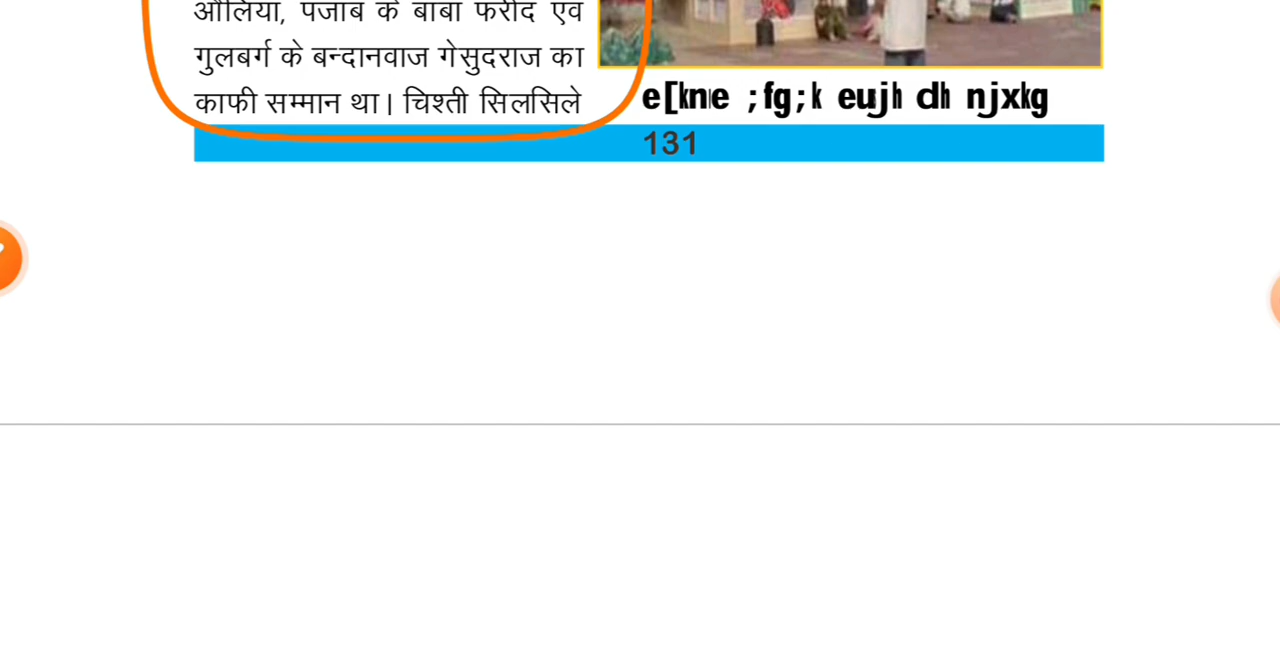 औलिया, पंजाब के बाबा फरीद एवं
गुलबर्ग के बन्दानवाज गेसुदराज का
काफी सम्मान था। चिश्ती सिलसिले
e[kne ;fg;k eujh dh njxkg
131